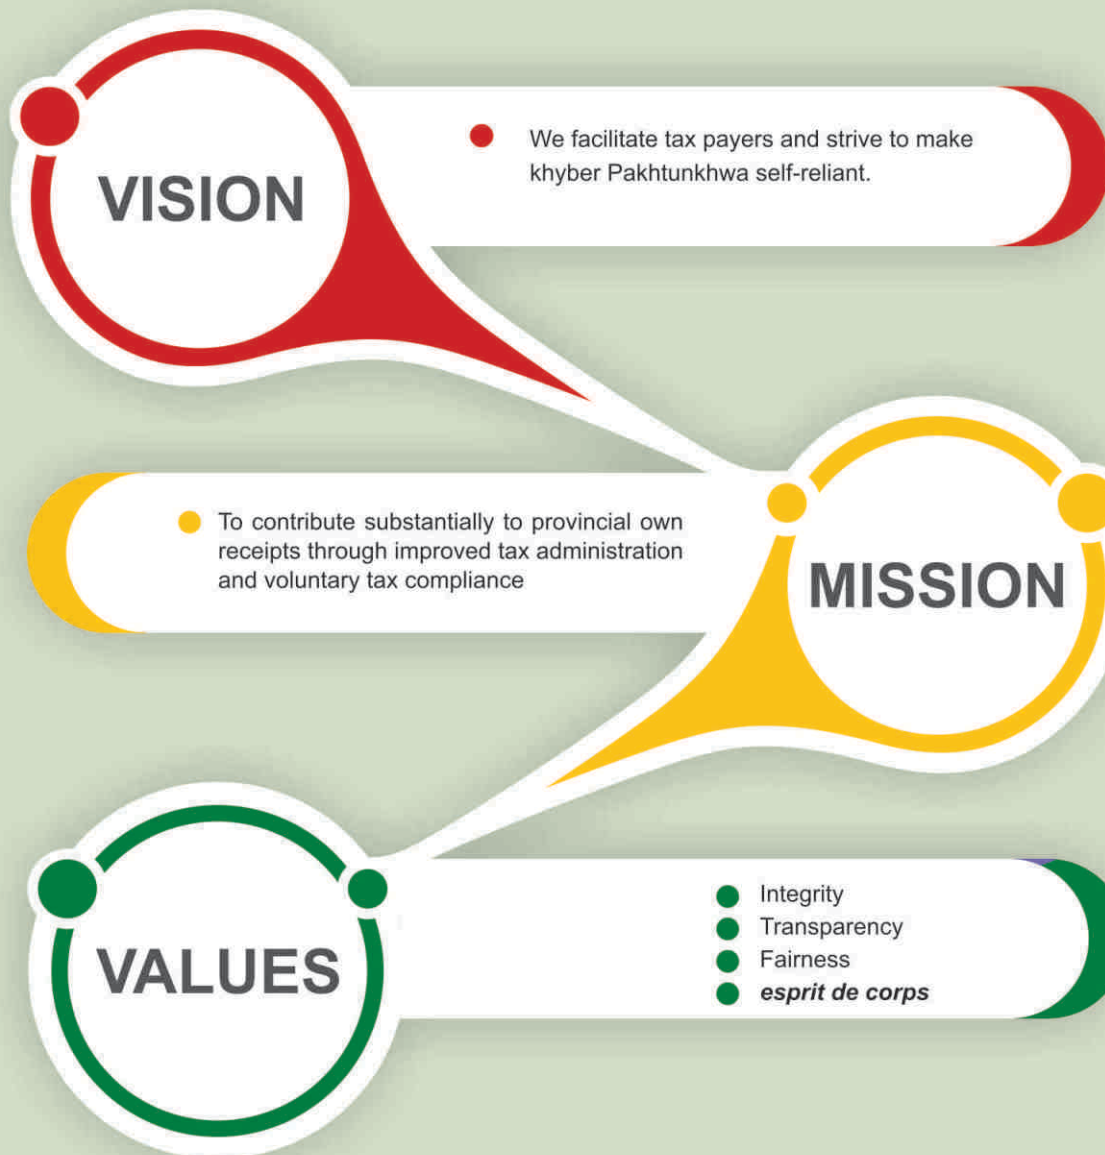 VISION
We facilitate tax payers and strive to make
khyber Pakhtunkhwa self-reliant.
To contribute substantially to provincial own
receipts through improved tax administration
and voluntary tax compliance
MISSION
VALUES
Integrity
Transparency
Fairness
esprit de corps